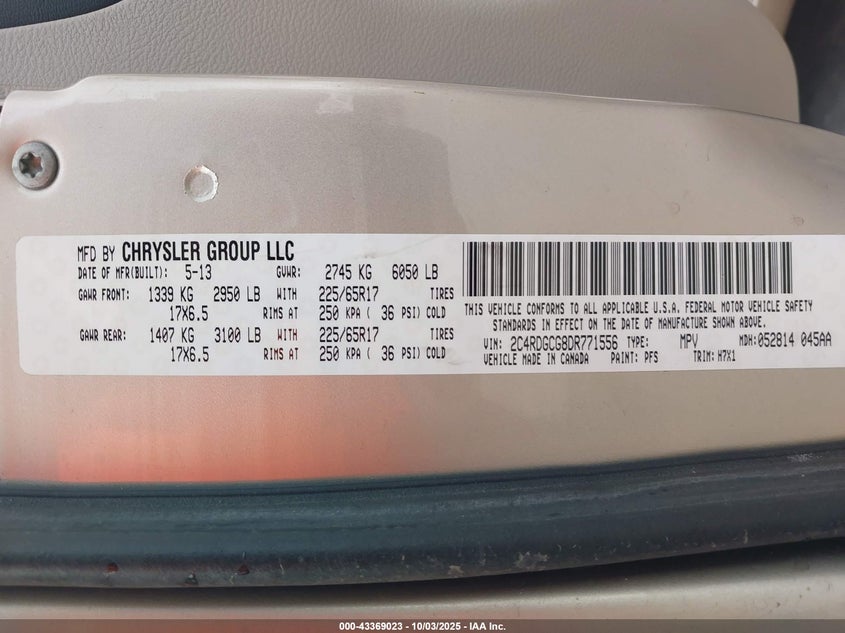 MFD BY CHRYSLER GROUP LLC
DATE OF MFR(BUILT): 5-13 GVWR: 2745 KG 6050 LB
GAWR FRONT: 1339 KG 2950 LB WITH 225/65R17 TIRES
17X6.5 RIMS AT 250 KPA ( 36 PSI) COLD
GAWR REAR: 1407 KG 3100 LB WITH 225/65R17 TIRES
17X6.5 RIMS AT 250 KPA ( 36 PSI) COLD
THIS VEHICLE CONFORMS TO ALL APPLICABLE U.S.A. FEDERAL MOTOR VEHICLE SAFETY
STANDARDS IN EFFECT ON THE DATE OF MANUFACTURE SHOWN ABOVE.
VIN: 2C4RDGCG8DR771556 TYPE: MPV MDH: 052814 045AA
VEHICLE MADE IN CANADA PAINT: PFS TRIM: H7X1
000-43369023 - 10/03/2025 - IAA Inc.